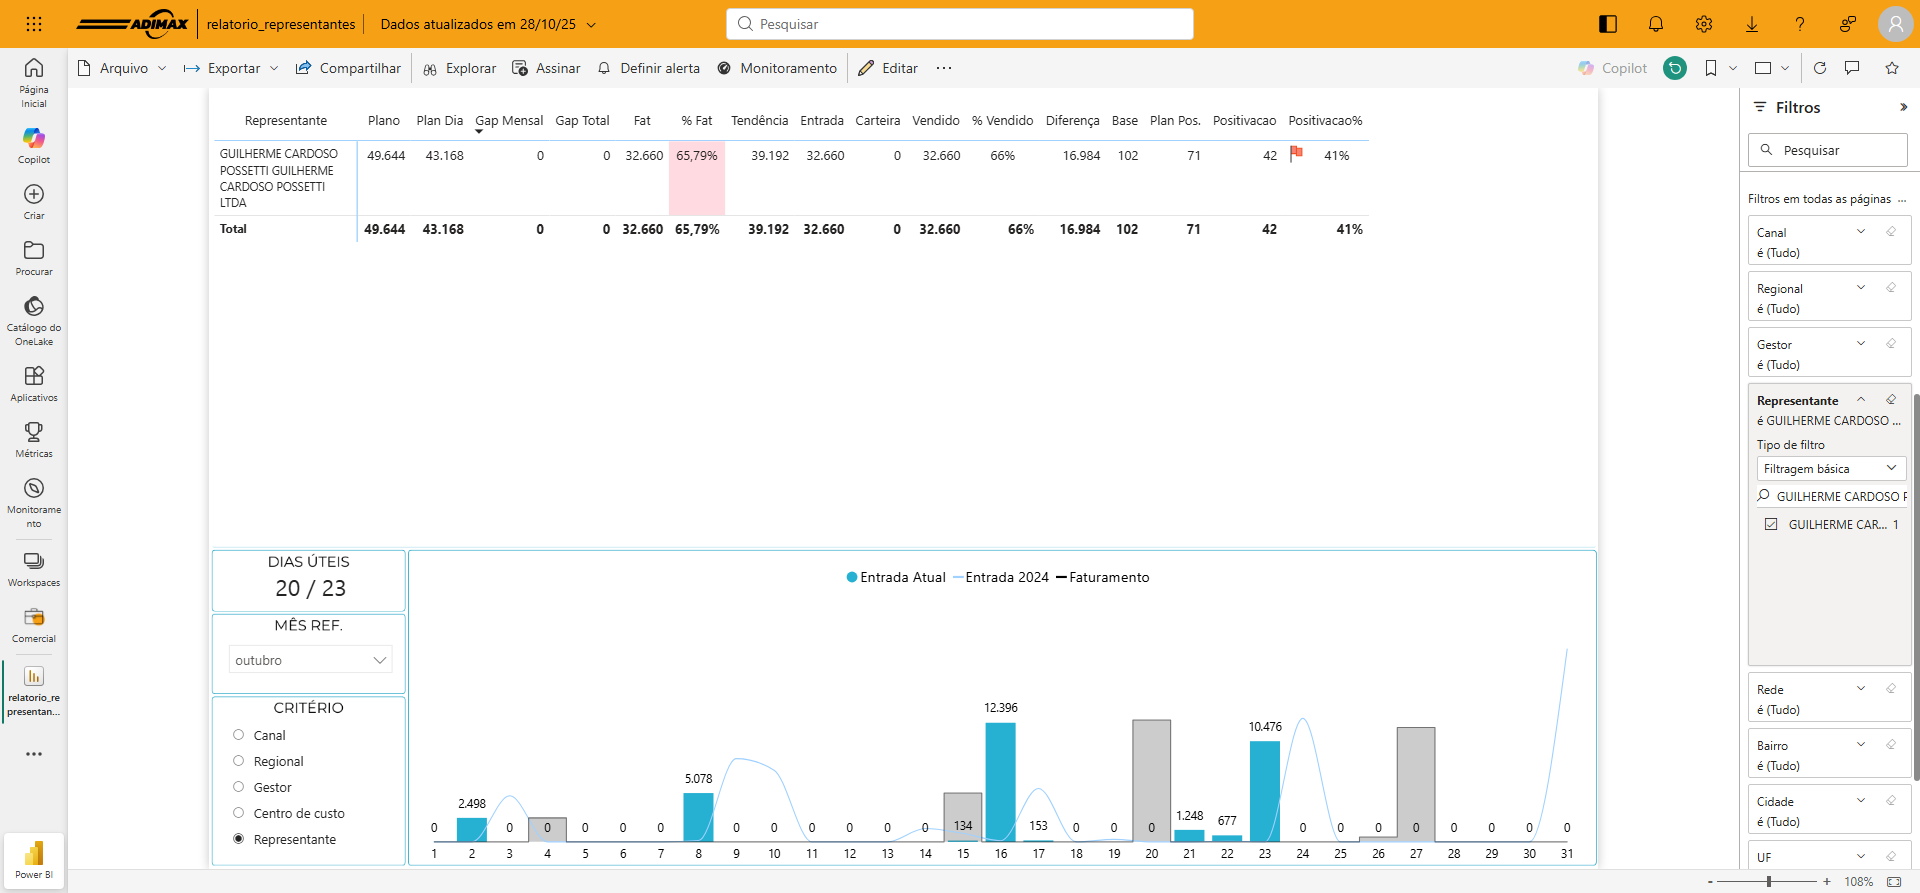 ADIMAX
relatorio_representantes
Dados atualizados em 28/10/25
Pesquisar
Arquivo
Exportar
Compartilhar
Explorar
Assinar
Definir alerta
Monitoramento
Editar
Copilot
Página
Inicial
Copilot
Criar
Procurar
Catálogo do
OneLake
Aplicativos
Métricas
Monitorame
nto
Workspaces
Comercial
relatorio_re
presentan...
Power BI
Representante Plano Plan Dia Gap Mensal Gap Total Fat % Fat Tendência Entrada Carteira Vendido % Vendido Diferença Base Plan Pos. Positivacao Positivacao%
GUILHERME CARDOSO 49.644 43.168 0 0 32.660 65,79% 39.192 32.660 0 32.660 66% 16.984 102 71 42 41%
POSSETTI GUILHERME
CARDOSO POSSETTI
LTDA
Total 49.644 43.168 0 0 32.660 65,79% 39.192 32.660 0 32.660 66% 16.984 102 71 42 41%
DIAS ÚTEIS
20 / 23
MÊS REF.
outubro
CRITÉRIO
Canal
Regional
Gestor
Centro de custo
Representante
Entrada Atual Entrada 2024 Faturamento
0 2.498 0 0 0 0 0 5.078 0 0 0 0 0 0 134 12.396 153 0 0 0 1.248 677 10.476 0 0 0 0 0 0 0 0
1 2 3 4 5 6 7 8 9 10 11 12 13 14 15 16 17 18 19 20 21 22 23 24 25 26 27 28 29 30 31
Filtros
Pesquisar
Filtros em todas as páginas ...
Canal
é (Tudo)
Regional
é (Tudo)
Gestor
é (Tudo)
Representante
é GUILHERME CARDOSO ...
Tipo de filtro
Filtragem básica
GUILHERME CARDOSO P
GUILHERME CAR... 1
Rede
é (Tudo)
Bairro
é (Tudo)
Cidade
é (Tudo)
UF
- + 108%